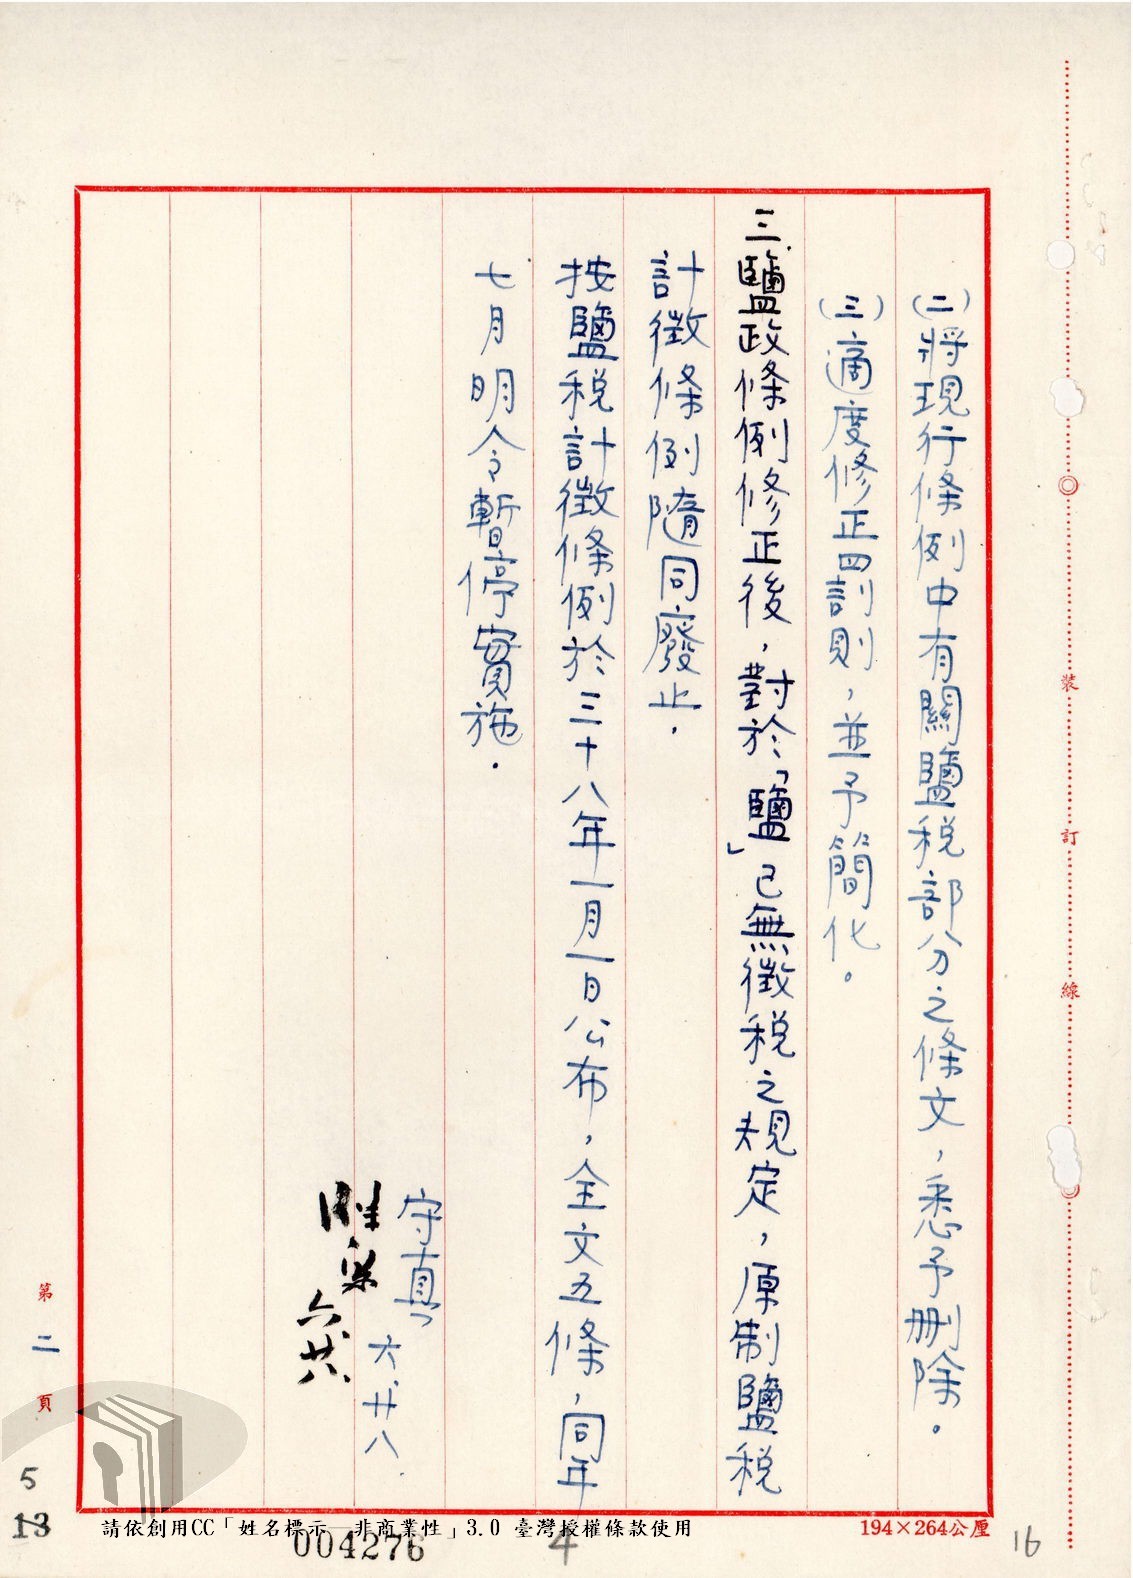 (二)將現行條例中有關鹽稅部分之條文，悉予刪除。
(三)適度修正罰則，並予簡化。
三.鹽政條例修正後，對於「鹽」已無徵稅之規定，原制鹽稅
計徵條例隨同廢止．
按鹽稅計徵條例於三十八年一月一日公布，全文五條，同年
七月明令暫停實施．
守真 六.廿八.
六.廿八
裝
訂
線
第二頁
5
13
請依創用CC「姓名標示─非商業性」3.0 臺灣授權條款使用
004276
4
194×264公厘
16